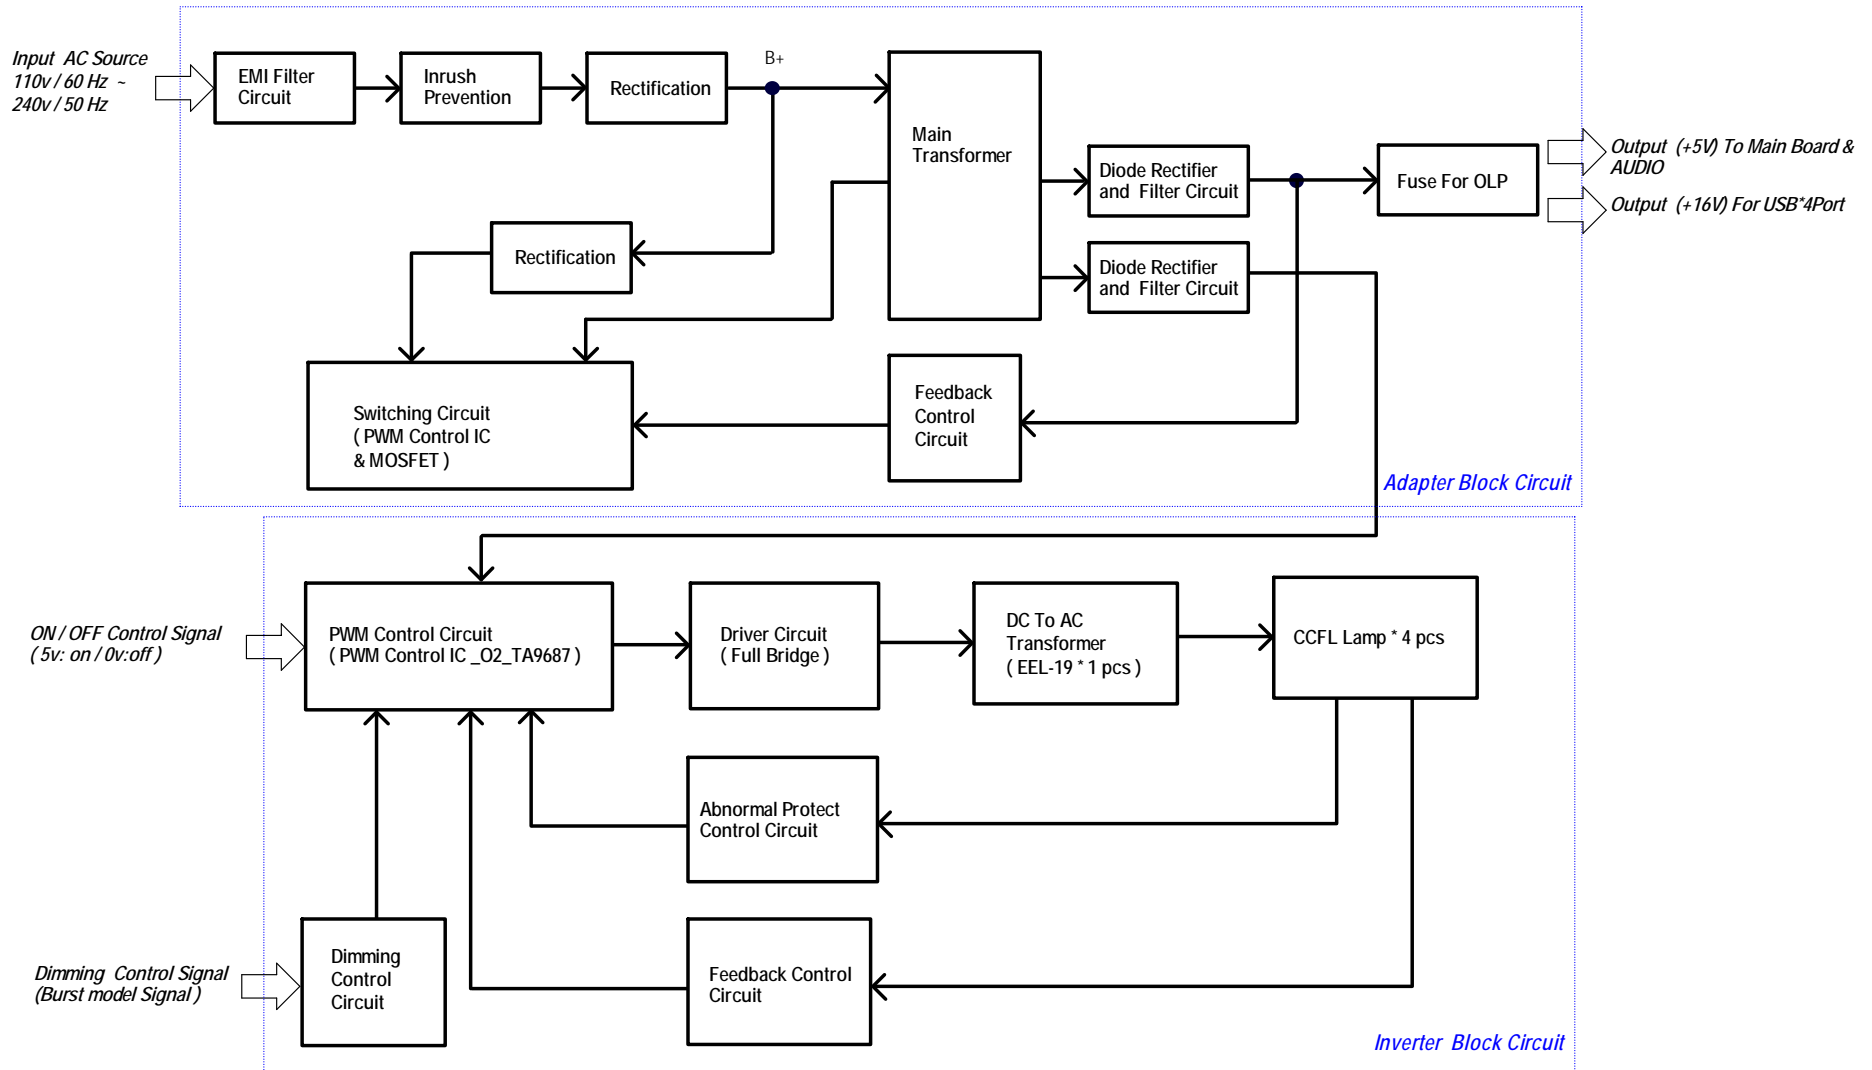 Input AC Source
110v / 60 Hz ~
240v / 50 Hz
EMI Filter
Circuit
Inrush
Prevention
Rectification
B+
Main
Transformer
Diode Rectifier
and Filter Circuit
Fuse For OLP
Output (+5V) To Main Board &
AUDIO
Output (+16V) For USB*4Port
Rectification
Diode Rectifier
and Filter Circuit
Switching Circuit
( PWM Control IC
& MOSFET )
Feedback
Control
Circuit
Adapter Block Circuit
ON / OFF Control Signal
( 5v: on / 0v:off )
PWM Control Circuit
( PWM Control IC _O2_TA9687 )
Driver Circuit
( Full Bridge )
DC To AC
Transformer
( EEL-19 * 1 pcs )
CCFL Lamp * 4 pcs
Abnormal Protect
Control Circuit
Dimming Control Signal
(Burst model Signal )
Dimming
Control
Circuit
Feedback Control
Circuit
Inverter Block Circuit